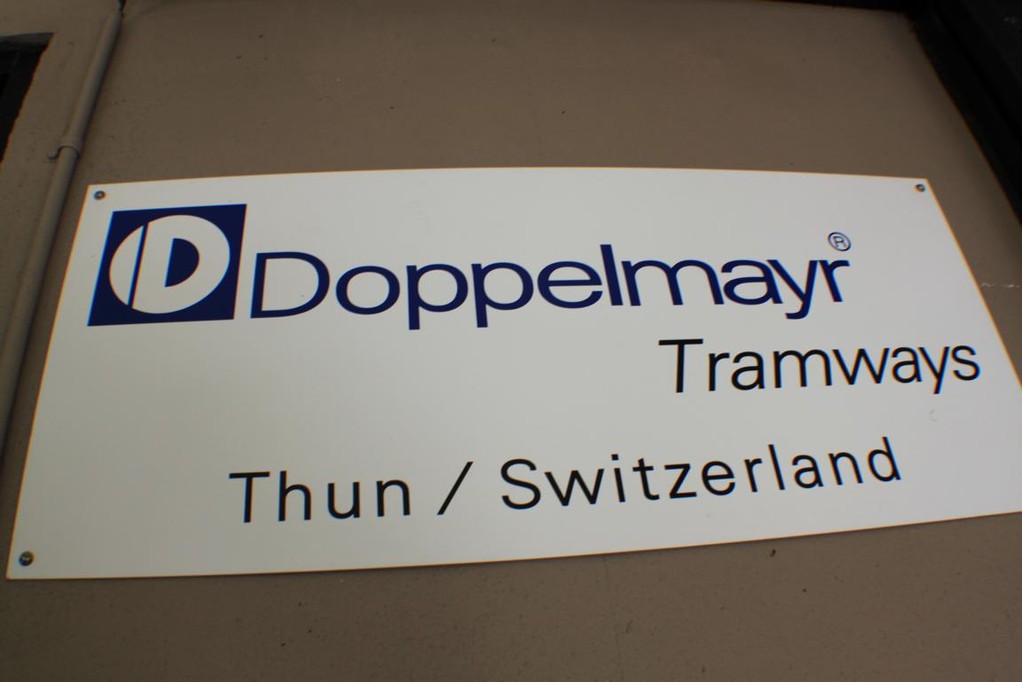 Doppelmayr®
Tramways
Thun / Switzerland